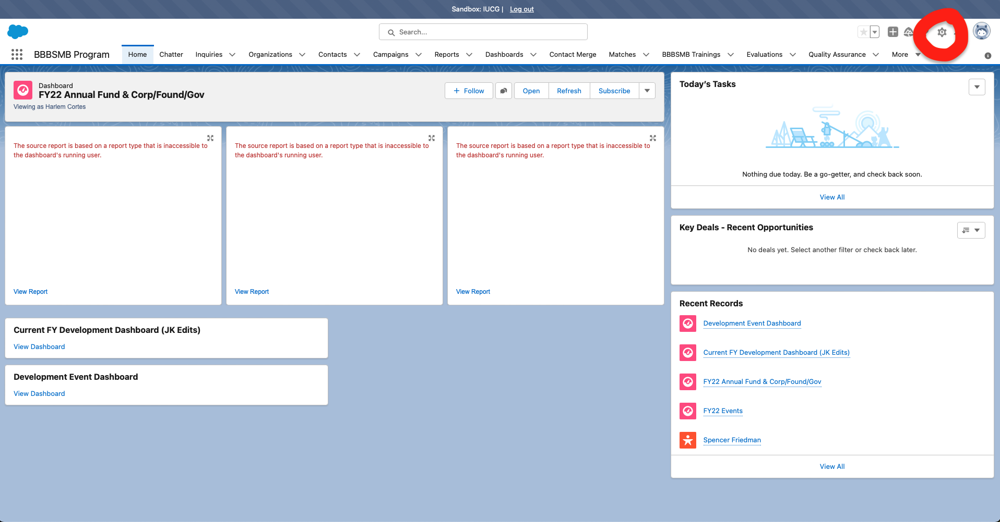 Sandbox: IUCG | Log out
Search...
BBBSMB Program
Home Chatter Inquiries Organizations Contacts Campaigns Reports Dashboards Contact Merge Matches BBBSMB Trainings Evaluations Quality Assurance More
Dashboard
FY22 Annual Fund & Corp/Found/Gov
Viewing as Harlem Cortes
+ Follow
Open Refresh Subscribe
The source report is based on a report type that is inaccessible to
the dashboard's running user.
View Report
The source report is based on a report type that is inaccessible to
the dashboard's running user.
View Report
The source report is based on a report type that is inaccessible to
the dashboard's running user.
View Report
Current FY Development Dashboard (JK Edits)
View Dashboard
Development Event Dashboard
View Dashboard
Today’s Tasks
Nothing due today. Be a go-getter, and check back soon.
View All
Key Deals - Recent Opportunities
No deals yet. Select another filter or check back later.
Recent Records
Development Event Dashboard
Current FY Development Dashboard (JK Edits)
FY22 Annual Fund & Corp/Found/Gov
FY22 Events
Spencer Friedman
View All